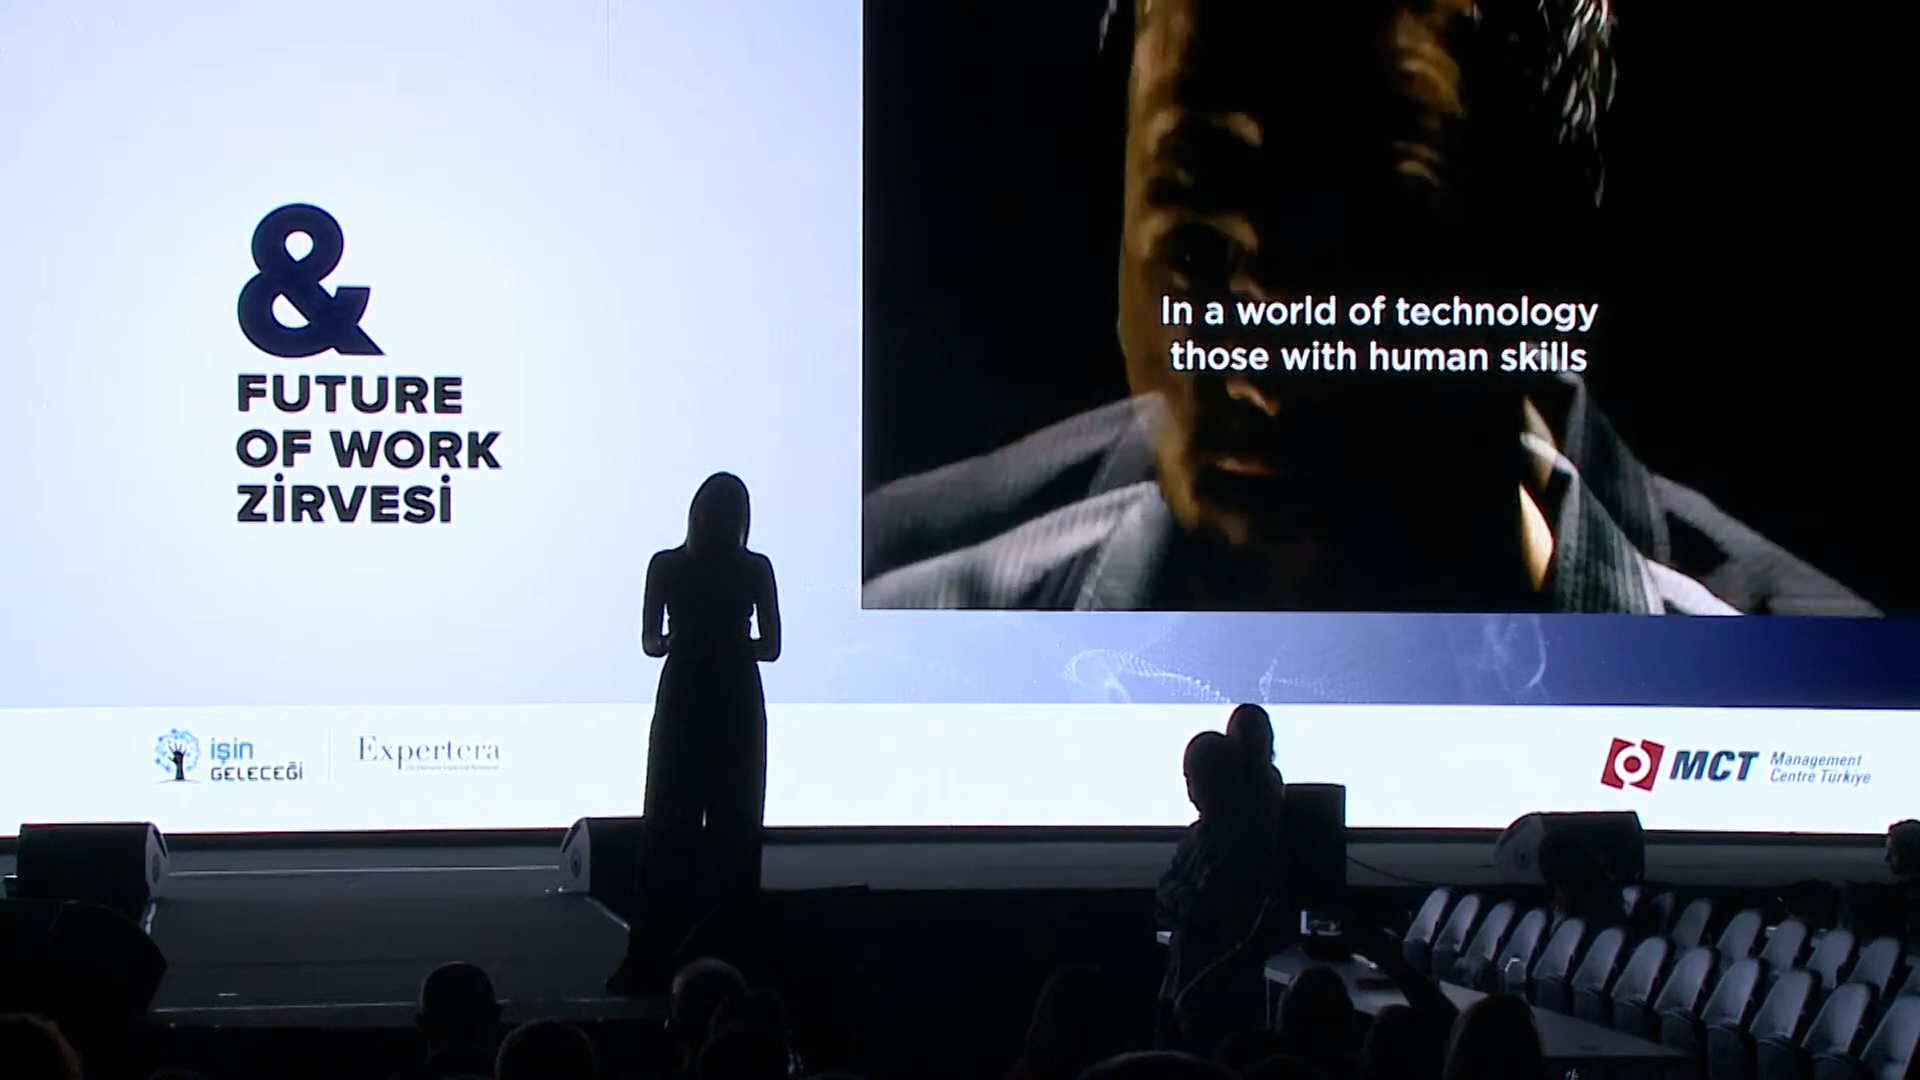 &
FUTURE
OF WORK
ZİRVESİ
In a world of technology
those with human skills
işin
GELECEĞİ
Expertera
MCT
Management
Centre Türkiye